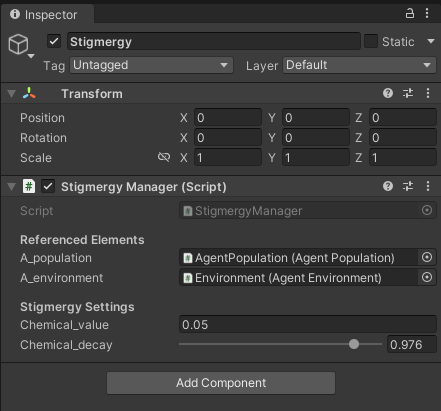 Inspector
Stigmergy Static
Tag Untagged Layer Default
Transform
Position X 0 Y 0 Z 0
Rotation X 0 Y 0 Z 0
Scale X 1 Y 1 Z 1
# Stigmergy Manager (Script)
Script # StigmergyManager
Referenced Elements
A_population # AgentPopulation (Agent Population)
A_environment # Environment (Agent Environment)
Stigmergy Settings
Chemical_value 0.05
Chemical_decay 0.976
Add Component